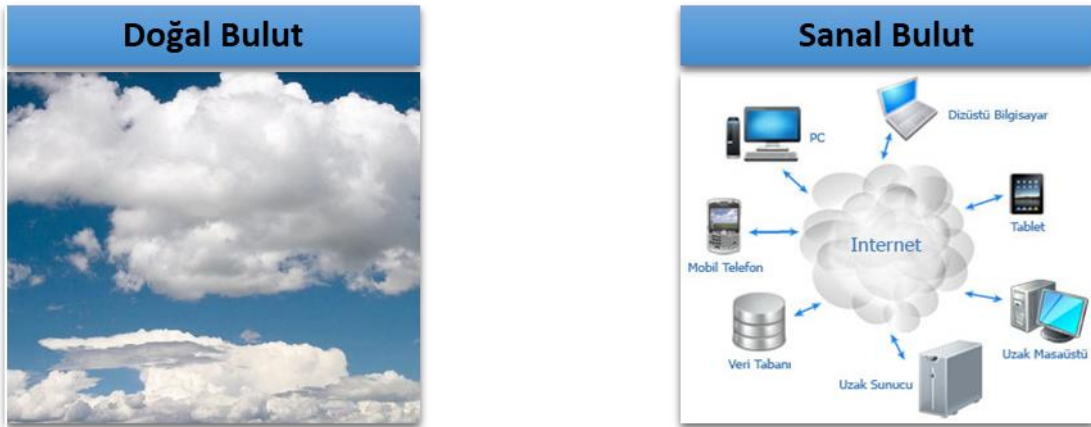 Doğal Bulut
Sanal Bulut
Dizüstü Bilgisayar
PC
Tablet
Internet
Mobil Telefon
Veri Tabanı
Uzak Masaüstü
Uzak Sunucu